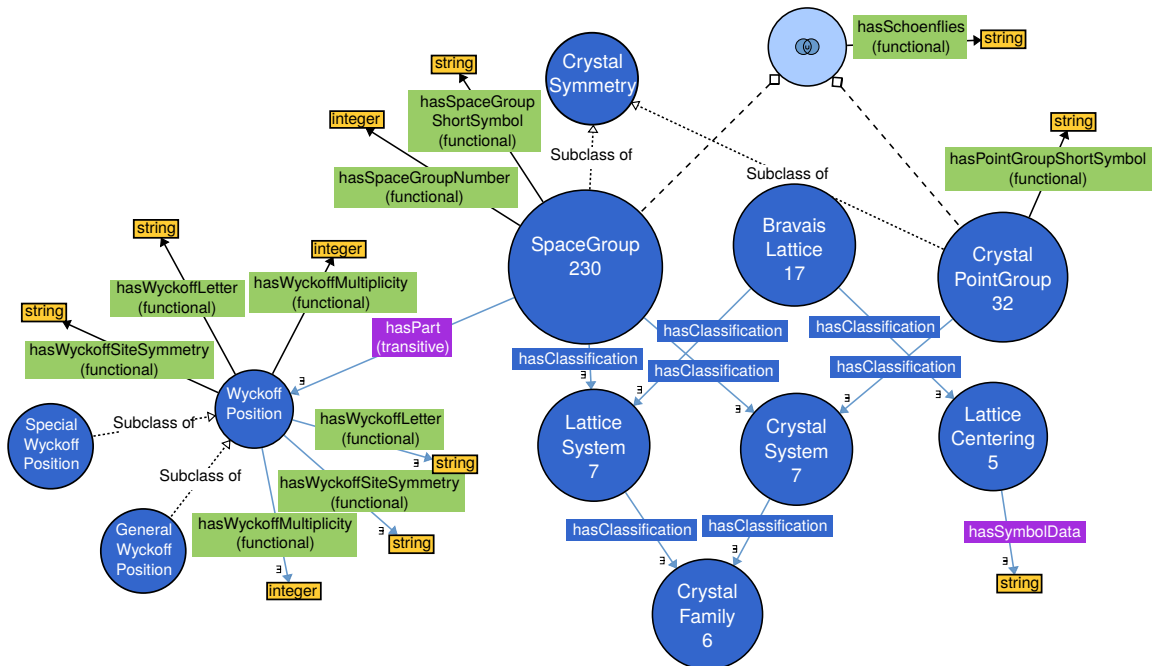 hasSchoenflies
(functional)
string
string
Crystal
Symmetry
hasSpaceGroup
ShortSymbol
(functional)
integer
string
Subclass of
hasPointGroupShortSymbol
(functional)
hasSpaceGroupNumber
(functional)
Subclass of
string
integer
SpaceGroup
230
Bravais
Lattice
17
Crystal
PointGroup
32
hasWyckoffLetter
(functional)
hasWyckoffMultiplicity
(functional)
string
hasPart
(transitive)
hasClassification
hasClassification
hasWyckoffSiteSymmetry
(functional)
hasClassification
hasClassification
hasClassification
∃
∃
∃
∃
∃
∃
Wyckoff
Position
Special
Wyckoff
Position
Subclass of
hasWyckoffLetter
(functional)
∃
string
Lattice
System
7
Crystal
System
7
Lattice
Centering
5
Subclass of
hasWyckoffSiteSymmetry
(functional)
General
Wyckoff
Position
hasWyckoffMultiplicity
(functional)
∃
string
hasClassification
hasClassification
hasSymbolData
∃
∃
∃
∃
integer
string
Crystal
Family
6